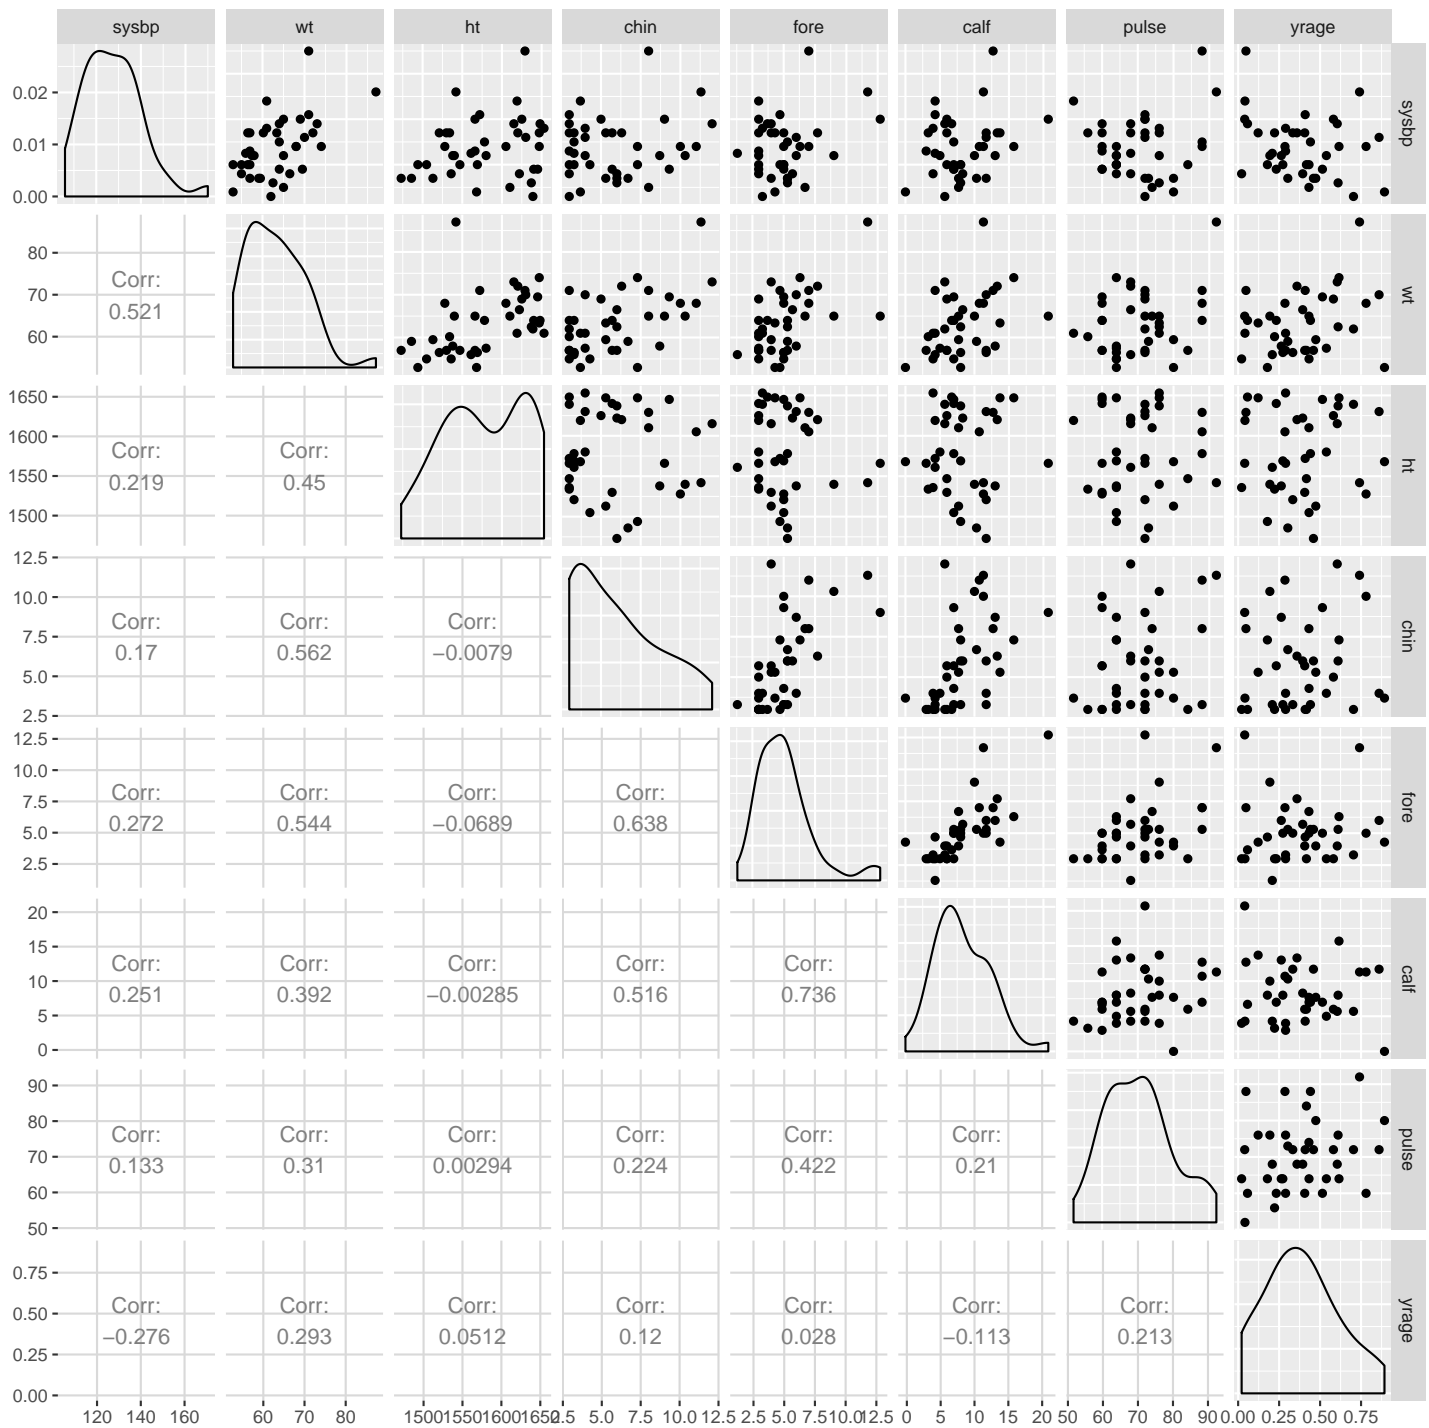 sysbp wt ht chin fore calf pulse yrage
0.02
0.01
0.00
sysbp
80
70
60
Corr:
0.521
wt
1650
1600
1550
1500
Corr: Corr:
0.219 0.45
ht
12.5
10.0
7.5
5.0
2.5
Corr: Corr: Corr:
0.17 0.562 −0.0079
chin
12.5
10.0
7.5
5.0
2.5
Corr: Corr: Corr: Corr:
0.272 0.544 −0.0689 0.638
fore
20
15
10
5
0
Corr: Corr: Corr: Corr: Corr:
0.251 0.392 −0.00285 0.516 0.736
calf
90
80
70
60
50
Corr: Corr: Corr: Corr: Corr: Corr:
0.133 0.31 0.00294 0.224 0.422 0.21
pulse
0.75
0.50
0.25
0.00
Corr: Corr: Corr: Corr: Corr: Corr: Corr:
−0.276 0.293 0.0512 0.12 0.028 −0.113 0.213
yrage
120 140 160 60 70 80 1500 1550 1600 1650 2.5 5.0 7.5 10.0 12.5 2.5 5.0 7.5 10.0 12.5 0 5 10 15 20 50 60 70 80 90 0.00 0.25 0.50 0.75